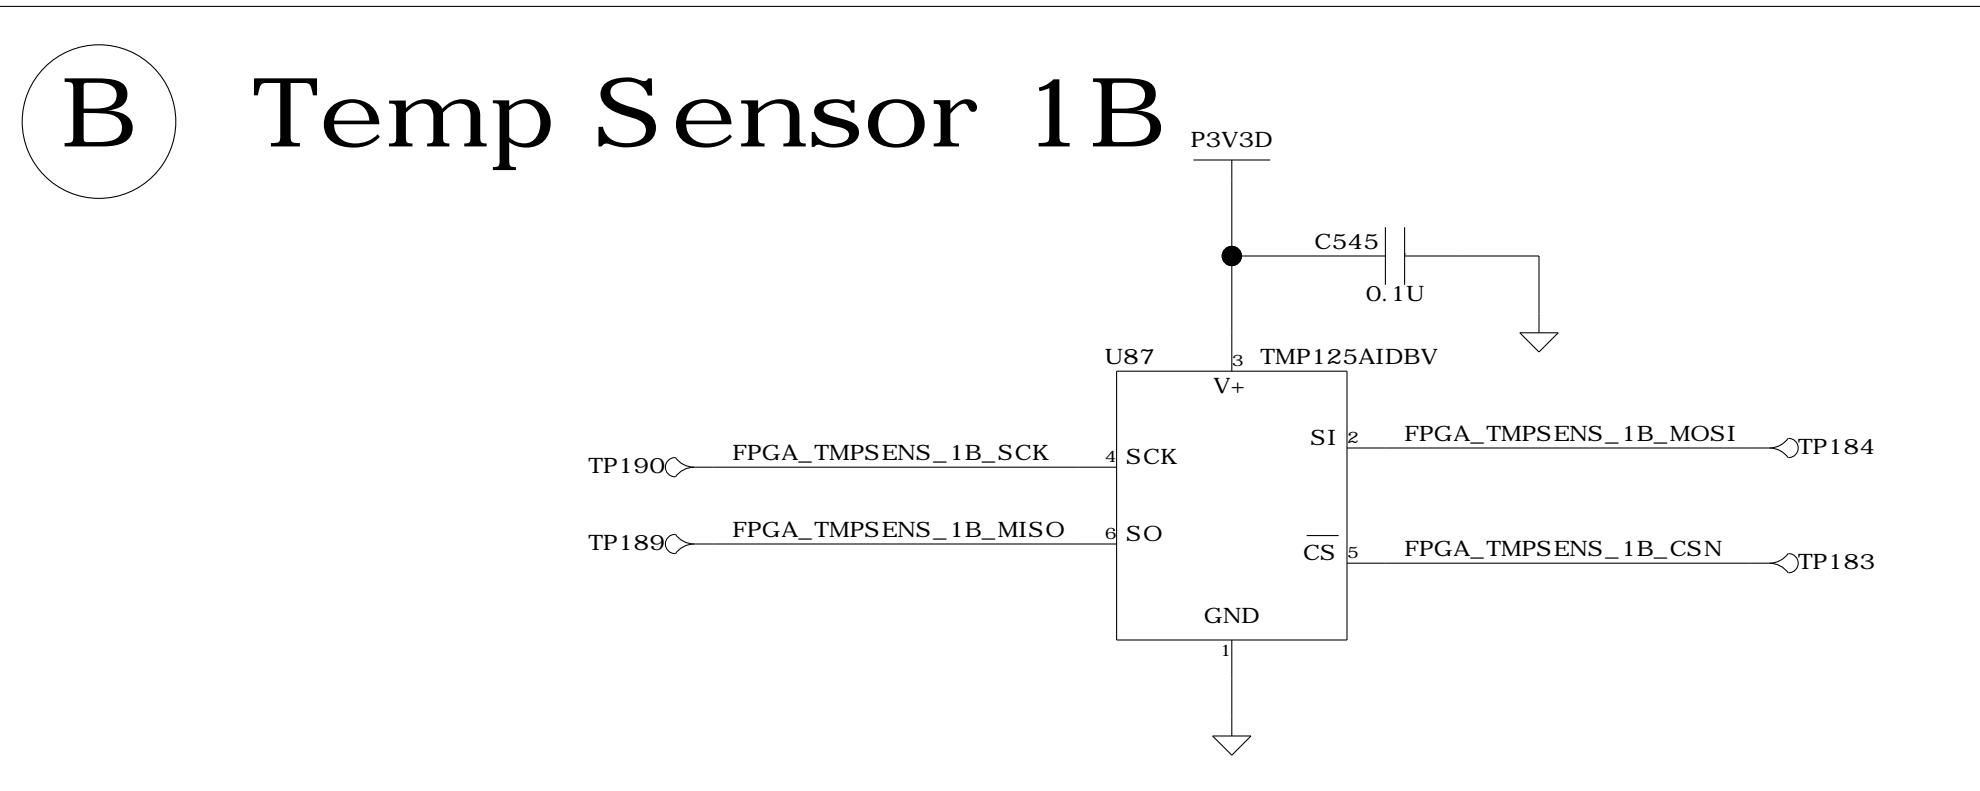 B Temp Sensor 1B
P3V3D
C545
0.1U
U87 3 TMP125AIDBV
V+
SI 2 FPGA_TMPSENS_1B_MOSI TP184
TP190 FPGA_TMPSENS_1B_SCK 4 SCK
TP189 FPGA_TMPSENS_1B_MISO 6 SO
CS 5 FPGA_TMPSENS_1B_CSN TP183
GND
1